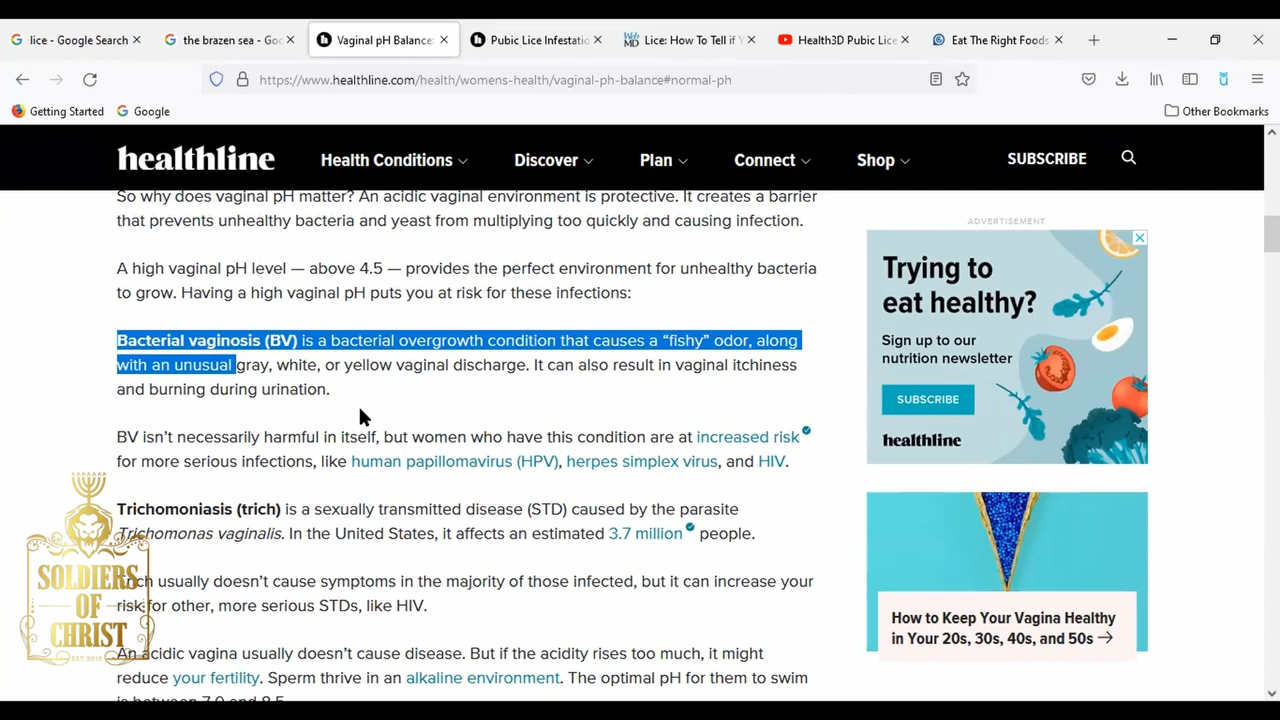 lice - Google Search
the brazen sea - Goo
Vaginal pH Balance:
Pubic Lice Infestatio
Web MD
Lice: How To Tell if Y
Health3D Pubic Lice
Eat The Right Foods
https://www.healthline.com/health/womens-health/vaginal-ph-balance#normal-ph
Getting Started
Google
Other Bookmarks
healthline
Health Conditions
Discover
Plan
Connect
Shop
SUBSCRIBE
So why does vaginal pH matter? An acidic vaginal environment is protective. It creates a barrier
that prevents unhealthy bacteria and yeast from multiplying too quickly and causing infection.
A high vaginal pH level — above 4.5 — provides the perfect environment for unhealthy bacteria
to grow. Having a high vaginal pH puts you at risk for these infections:
Bacterial vaginosis (BV) is a bacterial overgrowth condition that causes a “fishy” odor, along
with an unusual gray, white, or yellow vaginal discharge. It can also result in vaginal itchiness
and burning during urination.
BV isn’t necessarily harmful in itself, but women who have this condition are at increased risk
for more serious infections, like human papillomavirus (HPV), herpes simplex virus, and HIV.
Trichomoniasis (trich) is a sexually transmitted disease (STD) caused by the parasite
Trichomonas vaginalis. In the United States, it affects an estimated 3.7 million people.
usually doesn’t cause symptoms in the majority of those infected, but it can increase your
risk for other, more serious STDs, like HIV.
An acidic vagina usually doesn’t cause disease. But if the acidity rises too much, it might
reduce your fertility. Sperm thrive in an alkaline environment. The optimal pH for them to swim
is between 7.0 and 8.5.
ADVERTISEMENT
Trying to
eat healthy?
Sign up to our
nutrition newsletter
SUBSCRIBE
healthline
How to Keep Your Vagina Healthy
in Your 20s, 30s, 40s, and 50s
SOLDIERS
OF
CHRIST